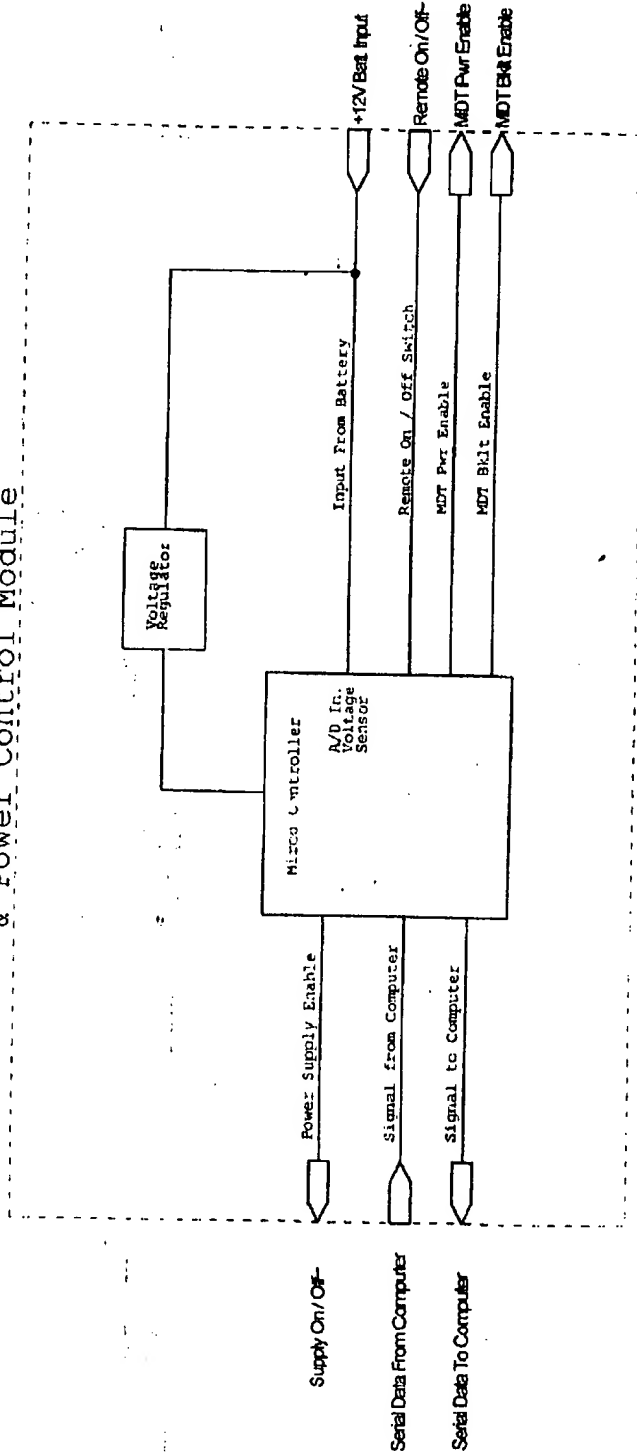 & Power Control Module
Voltage
Regulator
+12V Batt Input
Input From Battery
Remote On/Off-
Remote On / Off Switch
MDT Pwr Enable
MDT Pwr Enable
MDT Bklt Enable
MDT Bklt Enable
Mirco Controller
A/D In.
Voltage
Sensor
Supply On/Off-
Power Supply Enable
Serial Data From Computer
Signal from Computer
Serial Data To Computer
Signal to Computer